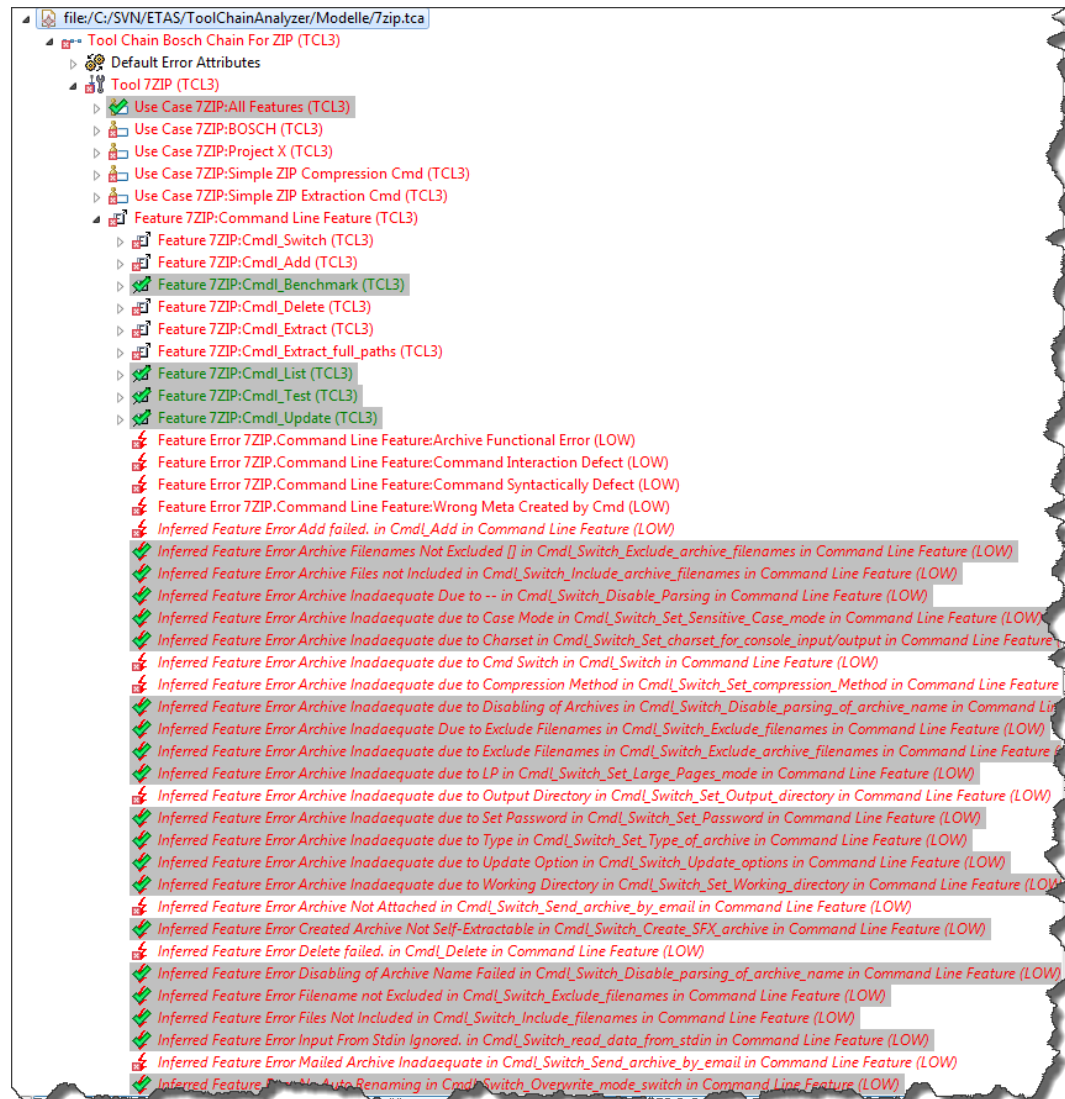 file:/C:/SVN/ETAS/ToolChainAnalyzer/Modelle/7zip.tca
Tool Chain Bosch Chain For ZIP (TCL3)
Default Error Attributes
Tool 7ZIP (TCL3)
Use Case 7ZIP:All Features (TCL3)
Use Case 7ZIP:BOSCH (TCL3)
Use Case 7ZIP:Project X (TCL3)
Use Case 7ZIP:Simple ZIP Compression Cmd (TCL3)
Use Case 7ZIP:Simple ZIP Extraction Cmd (TCL3)
Feature 7ZIP:Command Line Feature (TCL3)
Feature 7ZIP:Cmdl_Switch (TCL3)
Feature 7ZIP:Cmdl_Add (TCL3)
Feature 7ZIP:Cmdl_Benchmark (TCL3)
Feature 7ZIP:Cmdl_Delete (TCL3)
Feature 7ZIP:Cmdl_Extract (TCL3)
Feature 7ZIP:Cmdl_Extract_full_paths (TCL3)
Feature 7ZIP:Cmdl_List (TCL3)
Feature 7ZIP:Cmdl_Test (TCL3)
Feature 7ZIP:Cmdl_Update (TCL3)
Feature Error 7ZIP.Command Line Feature:Archive Functional Error (LOW)
Feature Error 7ZIP.Command Line Feature:Command Interaction Defect (LOW)
Feature Error 7ZIP.Command Line Feature:Command Syntactically Defect (LOW)
Feature Error 7ZIP.Command Line Feature:Wrong Meta Created by Cmd (LOW)
Inferred Feature Error Add failed. in Cmdl_Add in Command Line Feature (LOW)
Inferred Feature Error Archive Filenames Not Excluded [] in Cmdl_Switch_Exclude_archive_filenames in Command Line Feature (LOW)
Inferred Feature Error Archive Files not Included in Cmdl_Switch_Include_archive_filenames in Command Line Feature (LOW)
Inferred Feature Error Archive Inadaequate Due to -- in Cmdl_Switch_Disable_Parsing in Command Line Feature (LOW)
Inferred Feature Error Archive Inadaequate due to Case Mode in Cmdl_Switch_Set_Sensitive_Case_mode in Command Line Feature (LOW)
Inferred Feature Error Archive Inadaequate due to Charset in Cmdl_Switch_Set_charset_for_console_input/output in Command Line Feature (
Inferred Feature Error Archive Inadaequate due to Cmd Switch in Cmdl_Switch in Command Line Feature (LOW)
Inferred Feature Error Archive Inadaequate due to Compression Method in Cmdl_Switch_Set_compression_Method in Command Line Feature
Inferred Feature Error Archive Inadaequate due to Disabling of Archives in Cmdl_Switch_Disable_parsing_of_archive_name in Command
Inferred Feature Error Archive Inadaequate Due to Exclude Filenames in Cmdl_Switch_Exclude_filenames in Command Line Feature (LOW)
Inferred Feature Error Archive Inadaequate due to Exclude Filenanes in Cmdl_Switch_Exclude_archive_filenames in Command Line Feature
Inferred Feature Error Archive Inadaequate due to LP in Cmdl_Switch_Set_Large_Pages_mode in Command Line Feature (LOW)
Inferred Feature Error Archive Inadaequate due to Output Directory in Cmdl_Switch_Set_Output_directory in Command Line Feature (LOW)
Inferred Feature Error Archive Inadaequate due to Set Password in Cmdl_Switch_Set_Password in Command Line Feature (LOW)
Inferred Feature Error Archive Inadaequate due to Type in Cmdl_Switch_Set_Type_of_archive in Command Line Feature (LOW)
Inferred Feature Error Archive Inadaequate due to Update Option in Cmdl_Switch_Update_options in Command Line Feature (LOW)
Inferred Feature Error Archive Inadaequate due to Working Directory in Cmdl_Switch_Set_Working_directory in Command Line Feature (LOW
Inferred Feature Error Archive Not Attached in Cmdl_Switch_Send_archive_by_email in Command Line Feature (LOW)
Inferred Feature Error Created Archive Not Self-Extractable in Cmdl_Switch_Create_SFX_archive in Command Line Feature (LOW)
Inferred Feature Error Delete failed. in Cmdl_Delete in Command Line Feature (LOW)
Inferred Feature Error Disabling of Archive Name Failed in Cmdl_Switch_Disable_parsing_of_archive_name in Command Line Feature (LOW)
Inferred Feature Error Filename not Excluded in Cmdl_Switch_Exclude_filenames in Command Line Feature (LOW)
Inferred Feature Error Files Not Included in Cmdl_Switch_Include_filenames in Command Line Feature (LOW)
Inferred Feature Error Input From Stdin Ignored. in Cmdl_Switch_read_data_from_stdin in Command Line Feature (LOW)
Inferred Feature Error Mailed Archive Inadaequate in Cmdl_Switch_Send_archive_by_email in Command Line Feature (LOW)
Inferred Feature Error No Auto Renaming in Cmdl_Switch_Overwrite_mode_switch in Command Line Feature (LOW)